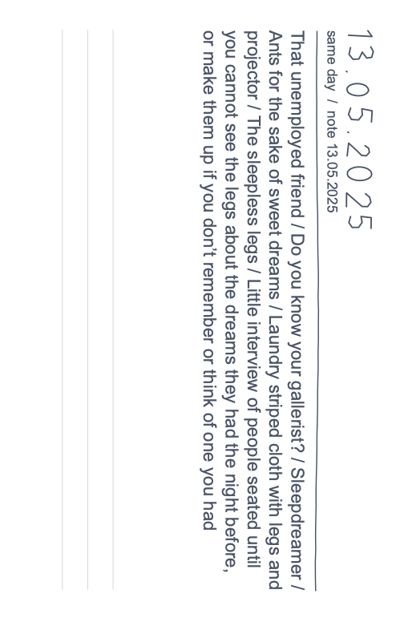 13.05.2025
same day / note 13.05.2025
That unemployed friend / Do you know your gallerist? / Sleepdreamer /
Ants for the sake of sweet dreams / Laundry striped cloth with legs and
projector / The sleepless legs / Little interview of people seated until
you cannot see the legs about the dreams they had the night before,
or make them up if you don't remember or think of one you had